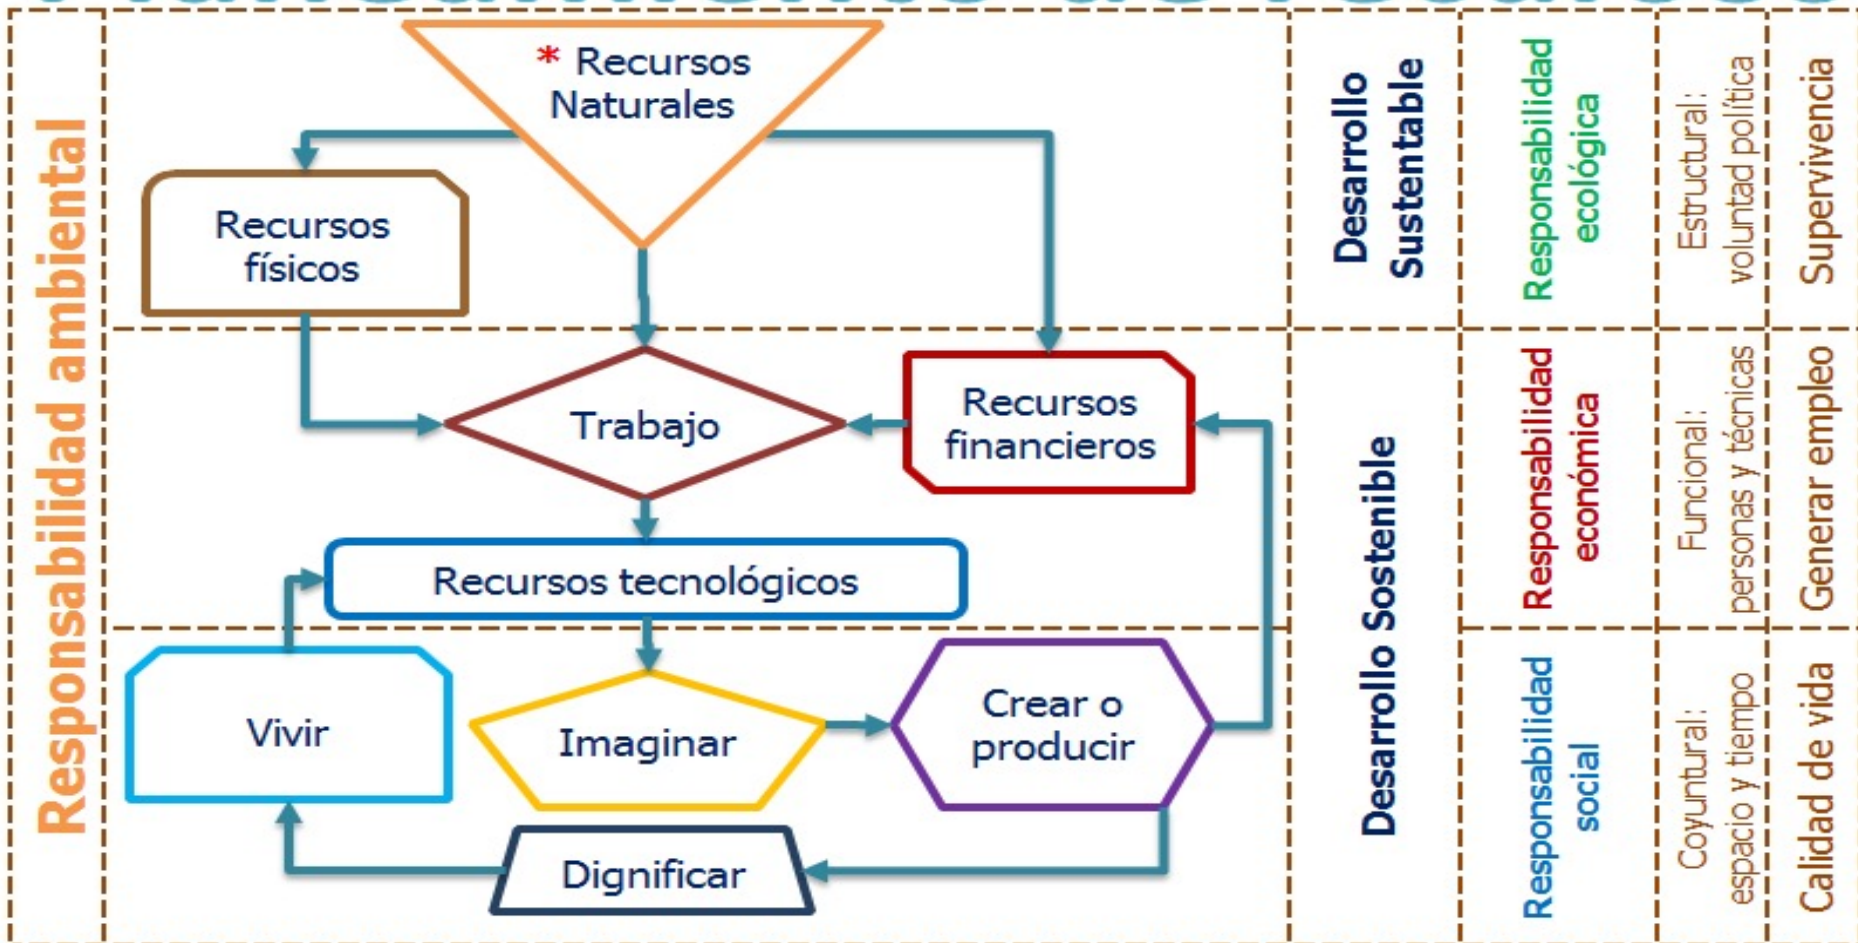 Responsabilidad ambiental
* Recursos
Naturales
Recursos
físicos
Trabajo
Recursos
financieros
Recursos tecnológicos
Vivir
Imaginar
Crear o
producir
Dignificar
Desarrollo
Sustentable
Responsabilidad
ecológica
Estructural:
voluntad política
Supervivencia
Desarrollo Sostenible
Responsabilidad
económica
Funcional:
personas y técnicas
Generar empleo
Responsabilidad
social
Coyuntural:
espacio y tiempo
Calidad de vida